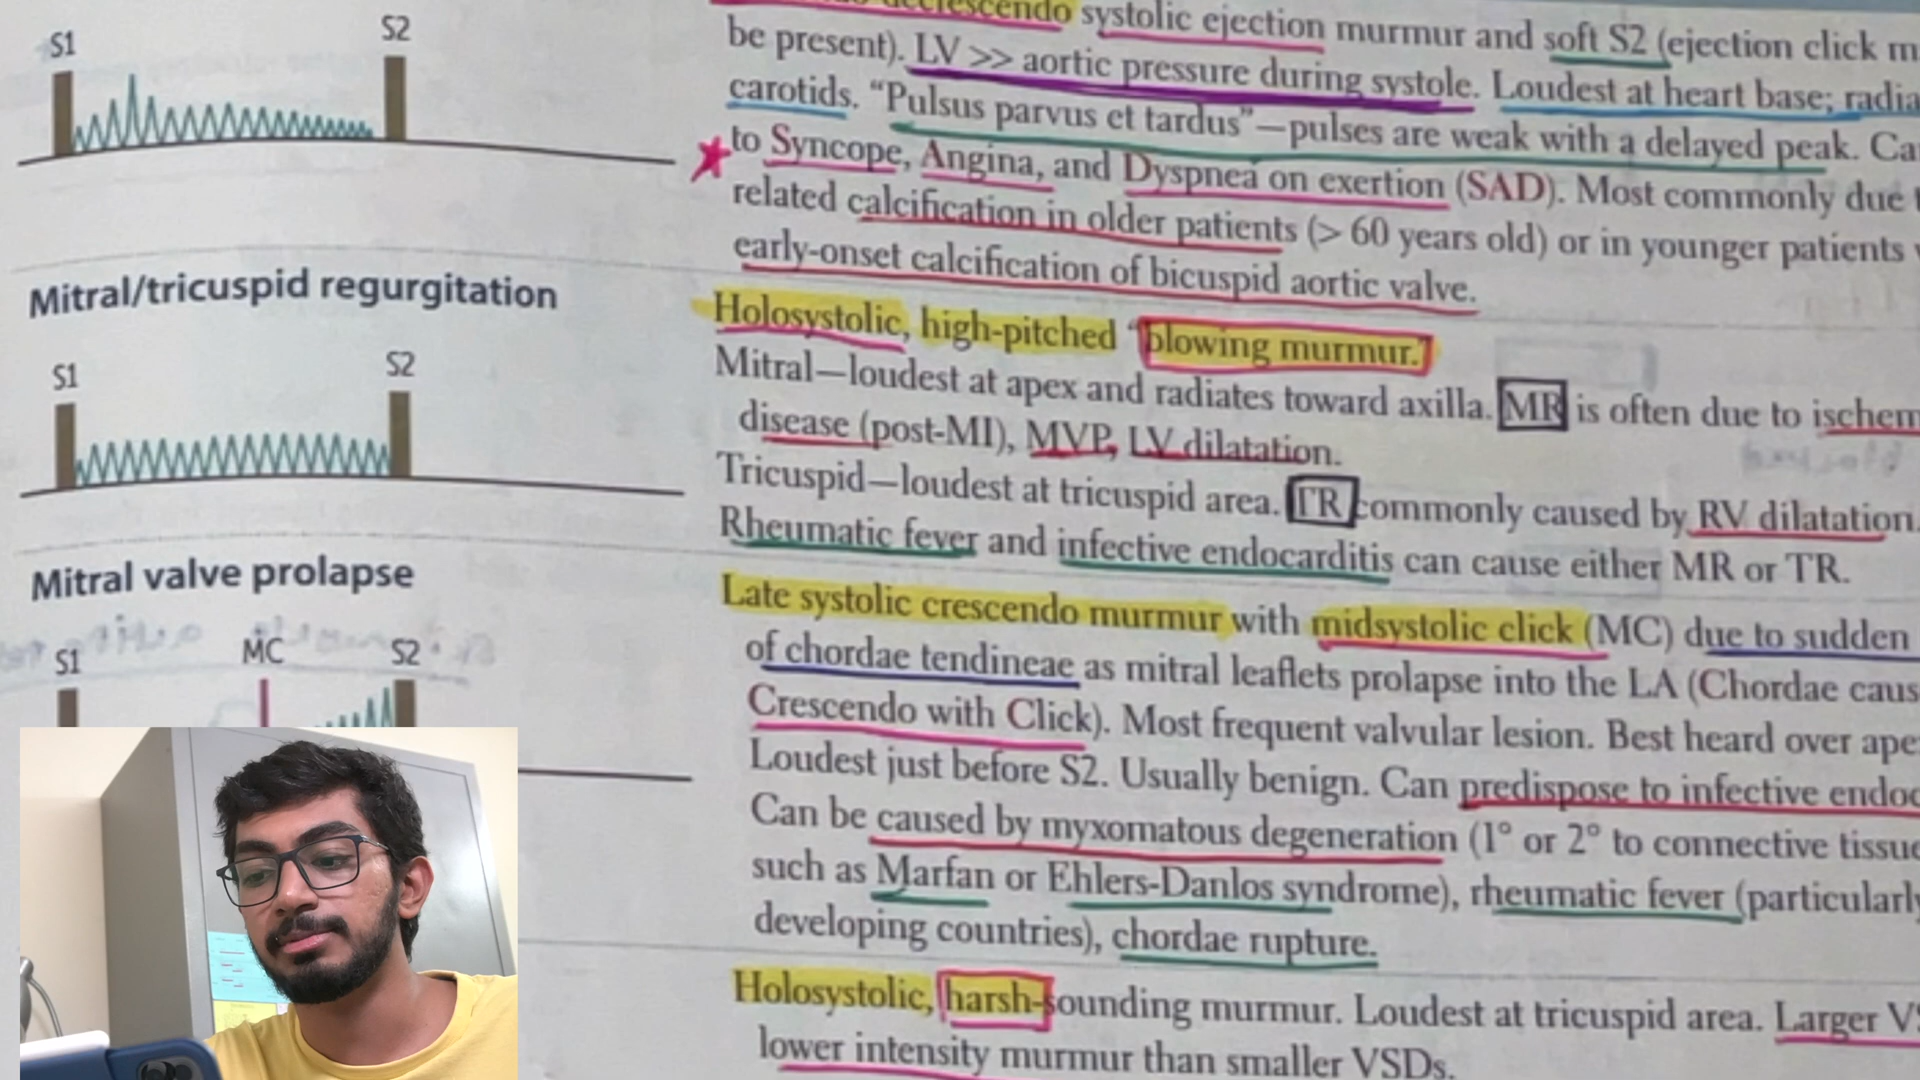 S1
S2
decrescendo systolic ejection murmur and soft S2 (ejection click
be present). LV >> aortic pressure during systole. Loudest at heart base;
carotids. “Pulsus parvus et tardus”—pulses are weak with a delayed peak.
to Syncope, Angina, and Dyspnea on exertion (SAD). Most commonly due
related calcification in older patients (> 60 years old) or in younger patients
early-onset calcification of bicuspid aortic valve.
Mitral/tricuspid regurgitation
S1
S2
Holosystolic, high-pitched “blowing murmur.”
Mitral—loudest at apex and radiates toward axilla. MR is often due to
disease (post-MI), MVP, LV dilatation.
Tricuspid—loudest at tricuspid area. TR commonly caused by RV dilatation.
Rheumatic fever and infective endocarditis can cause either MR or TR.
Mitral valve prolapse
S1
MC
S2
Late systolic crescendo murmur with midsystolic click (MC) due to sudden
of chordae tendineae as mitral leaflets prolapse into the LA (Chordae
Crescendo with Click). Most frequent valvular lesion. Best heard over
Loudest just before S2. Usually benign. Can predispose to infective
Can be caused by myxomatous degeneration (1° or 2° to connective
such as Marfan or Ehlers-Danlos syndrome), rheumatic fever (particularly
developing countries), chordae rupture.
Holosystolic, harsh-sounding murmur. Loudest at tricuspid area. Larger
lower intensity murmur than smaller VSDs.